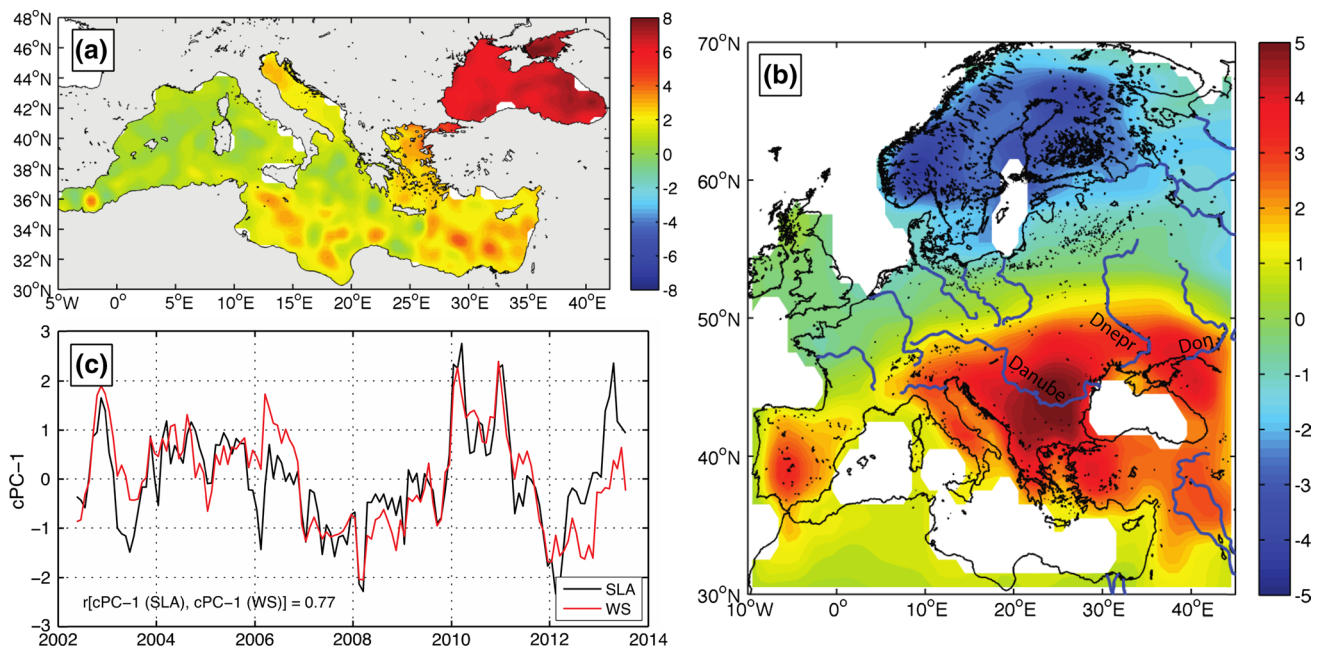 (a)
48°N
46°N
44°N
42°N
40°N
38°N
36°N
34°N
32°N
30°N
5°W 0° 5°E 10°E 15°E 20°E 25°E 30°E 35°E 40°E
8
6
4
2
0
-2
-4
-6
-8
(b)
70°N
60°N
50°N
40°N
30°N
10°W 0° 10°E 20°E 30°E 40°E
Dnepr
Don
Danube
5
4
3
2
1
0
-1
-2
-3
-4
-5
(c)
cPC-1
3
2
1
0
-1
-2
-3
2002 2004 2006 2008 2010 2012 2014
r[cPC-1 (SLA), cPC-1 (WS)] = 0.77
SLA
WS